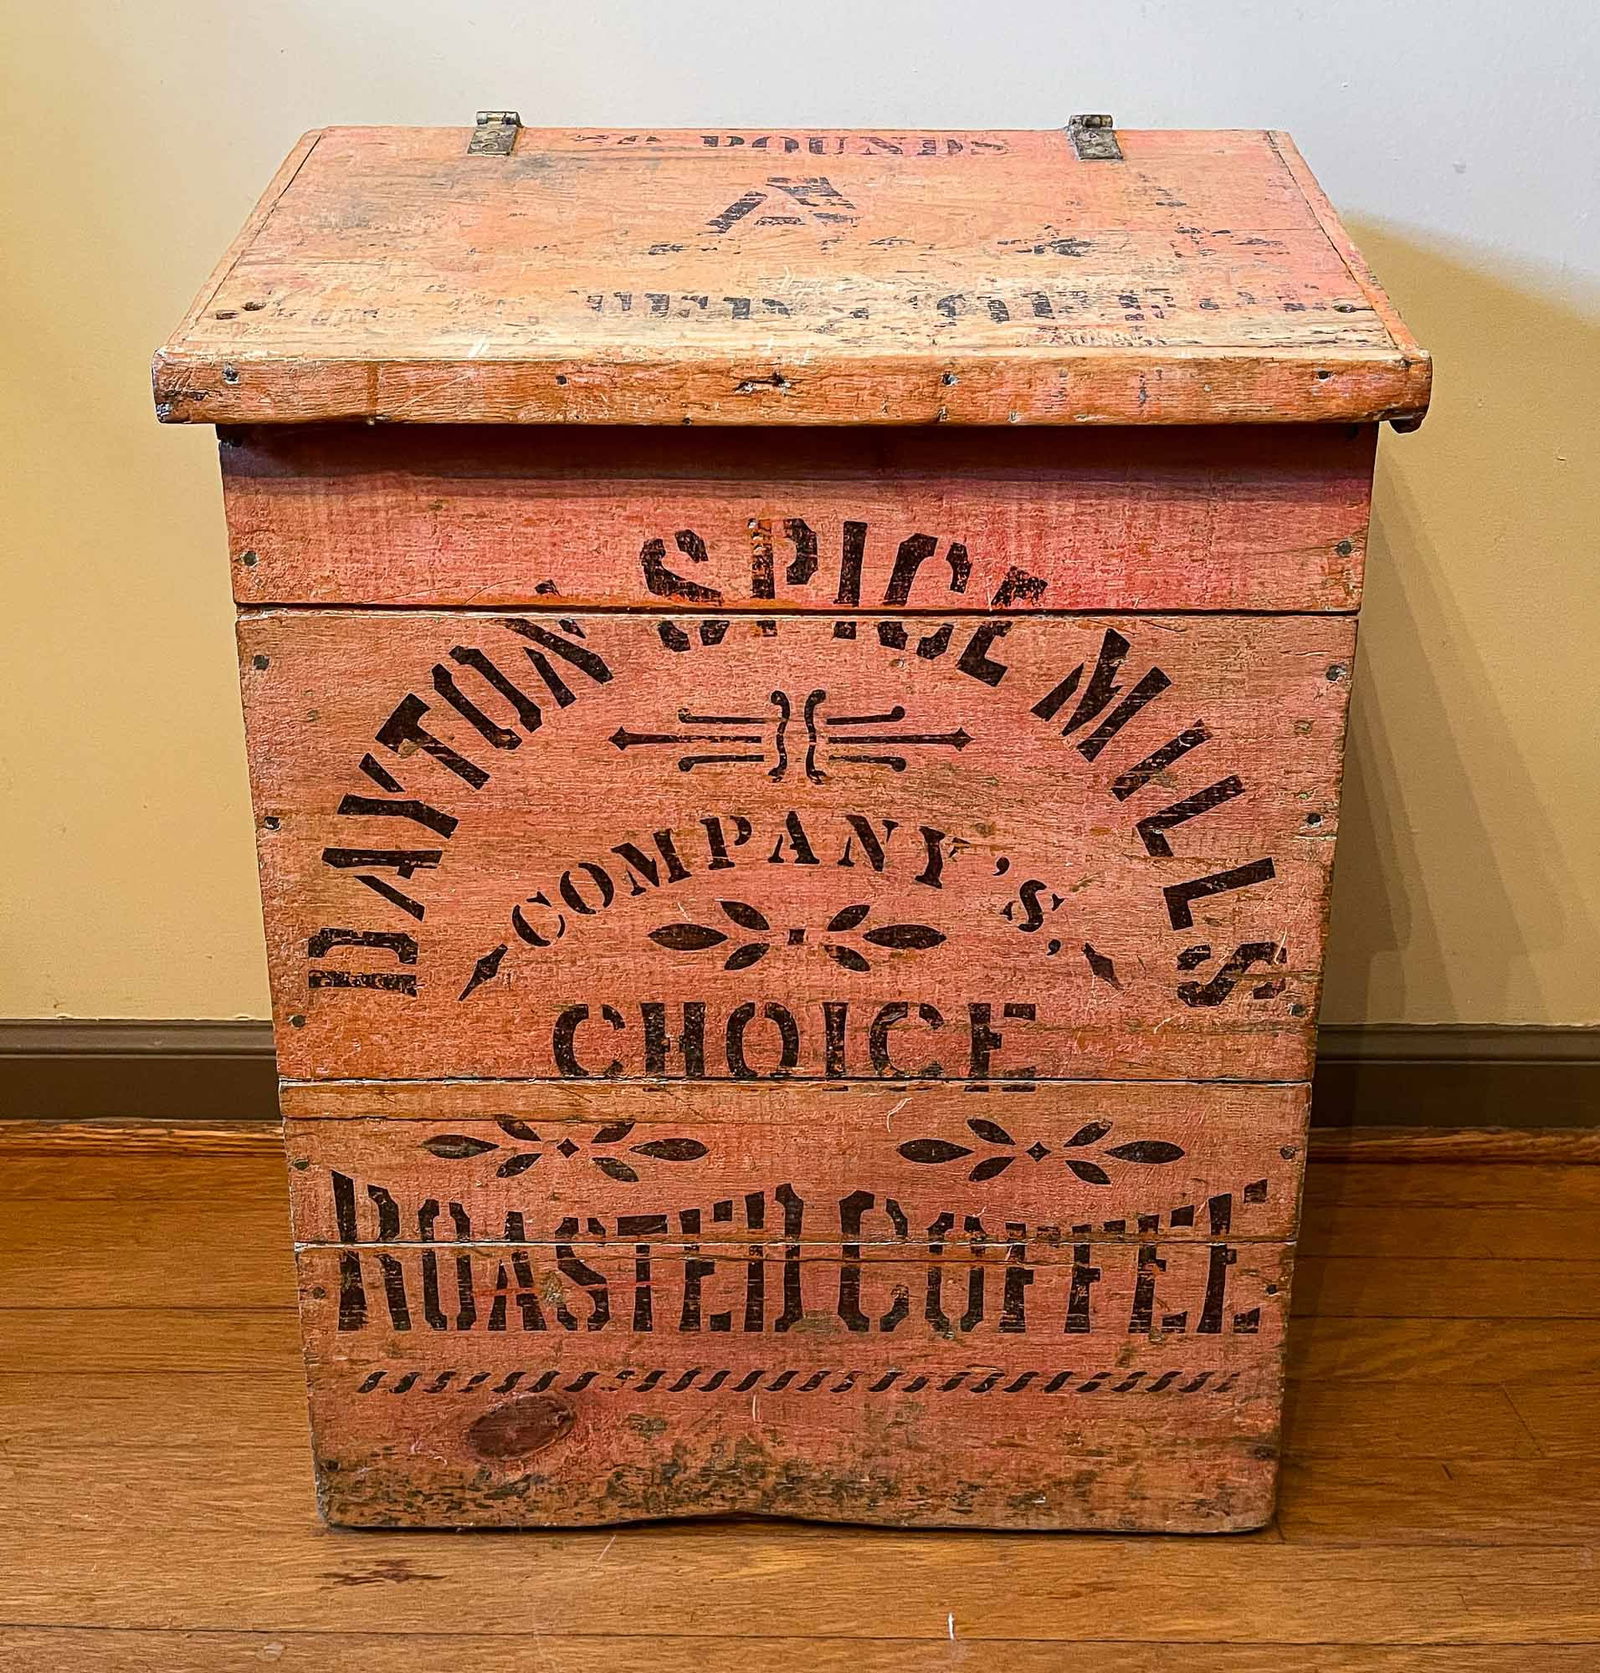 POUNDS
A
DAYTON SPICE MILLS
COMPANY'S,
CHOICE
ROASTED COFFEE